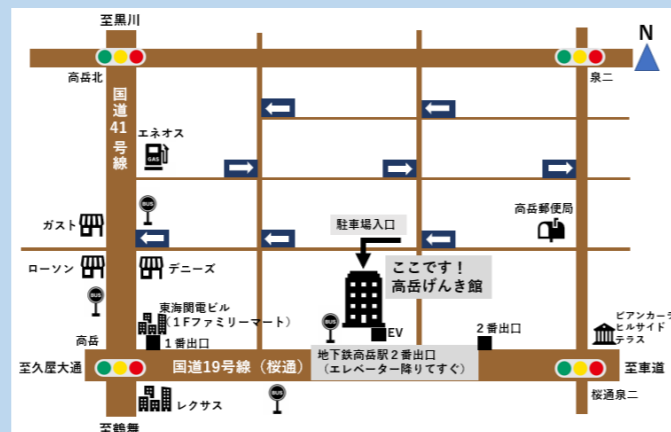 至黒川
N
高岳北
泉二
国道41号線
エネオス
GAS
BUS
ガスト
高岳郵便局
駐車場入口
ローソン
デニーズ
ここです！
高岳げんき館
BUS
東海関電ビル
（１Fファミリーマート）
BUS
EV
ビアンカーラ
ヒルサイド
テラス
高岳
１番出口
２番出口
地下鉄高岳駅２番出口
（エレベーター降りてすぐ）
至久屋大通
国道19号線（桜通）
至車道
レクサス
BUS
桜通泉二
至鶴舞